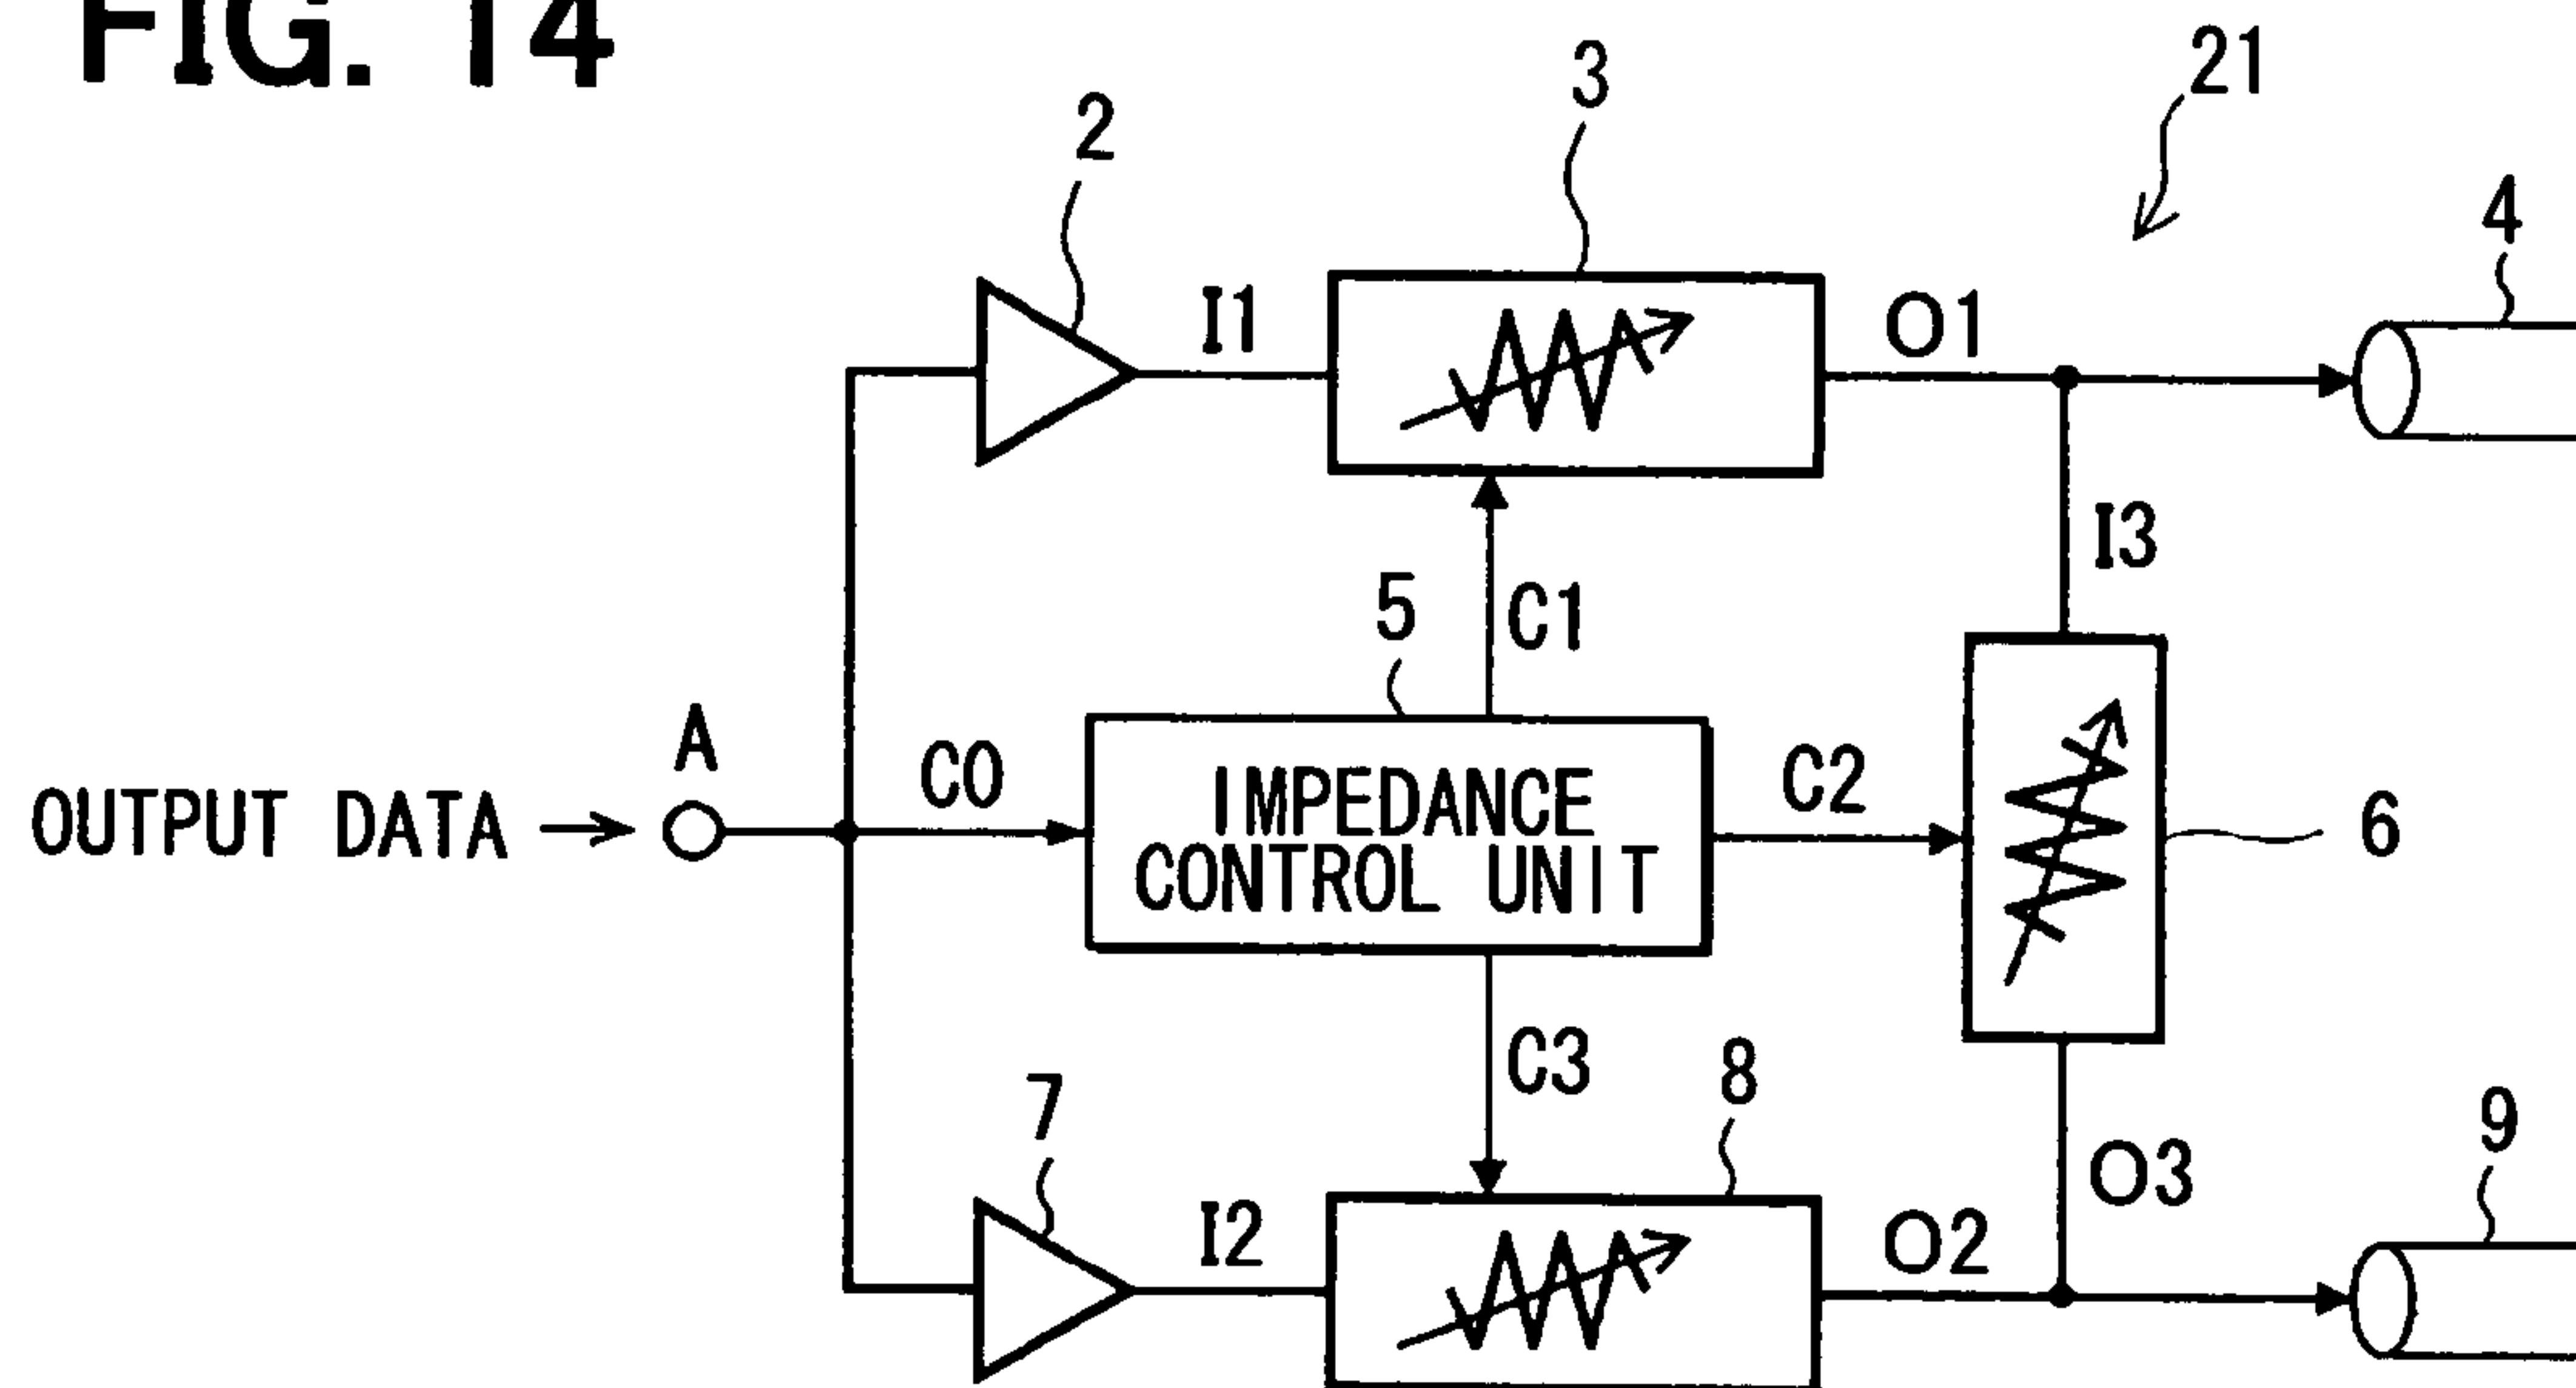 FIG. 14
21
3
2
4
I1
O1
I3
5
C1
A
C0
C2
OUTPUT DATA
IMPEDANCE
CONTROL UNIT
6
C3
8
7
9
O3
I2
O2